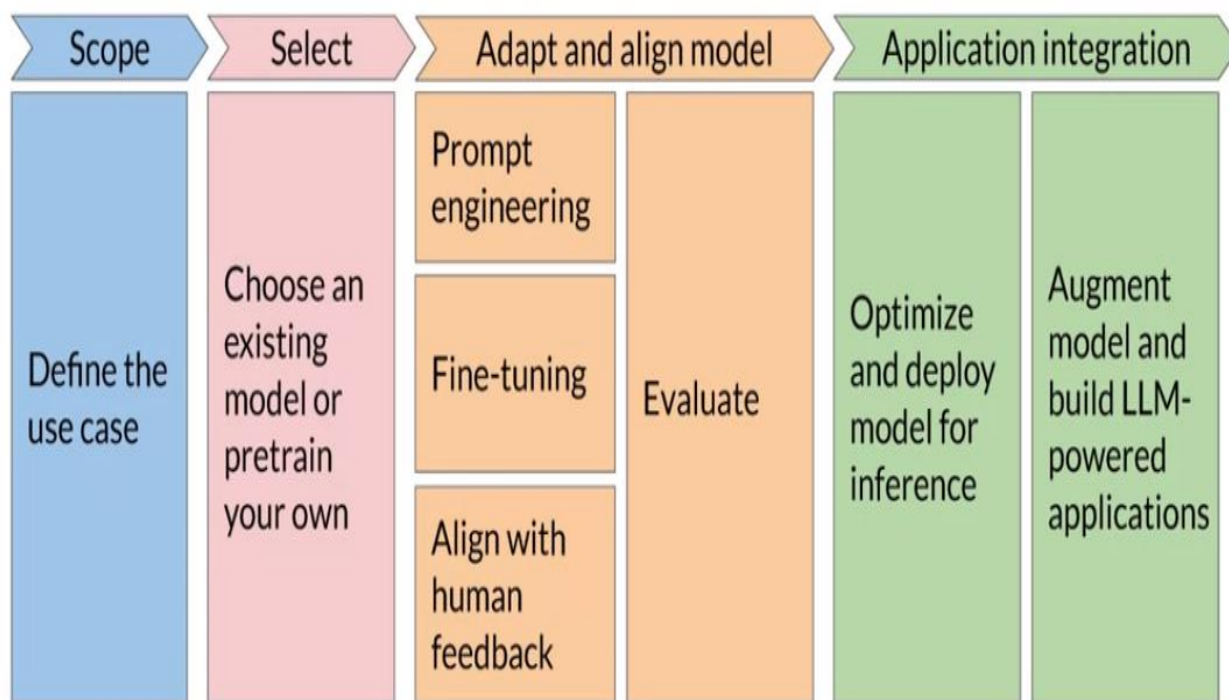 Scope
Select
Adapt and align model
Application integration
Define the
use case
Choose an
existing
model or
pretrain
your own
Prompt
engineering
Fine-tuning
Align with
human
feedback
Evaluate
Optimize
and deploy
model for
inference
Augment
model and
build LLM-
powered
applications